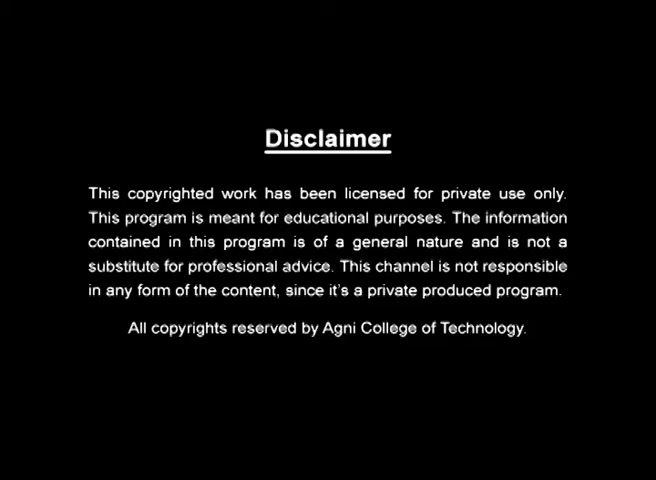 Disclaimer
This copyrighted work has been licensed for private use only.
This program is meant for educational purposes. The information
contained in this program is of a general nature and is not a
substitute for professional advice. This channel is not responsible
in any form of the content, since it's a private produced program.
All copyrights reserved by Agni College of Technology.